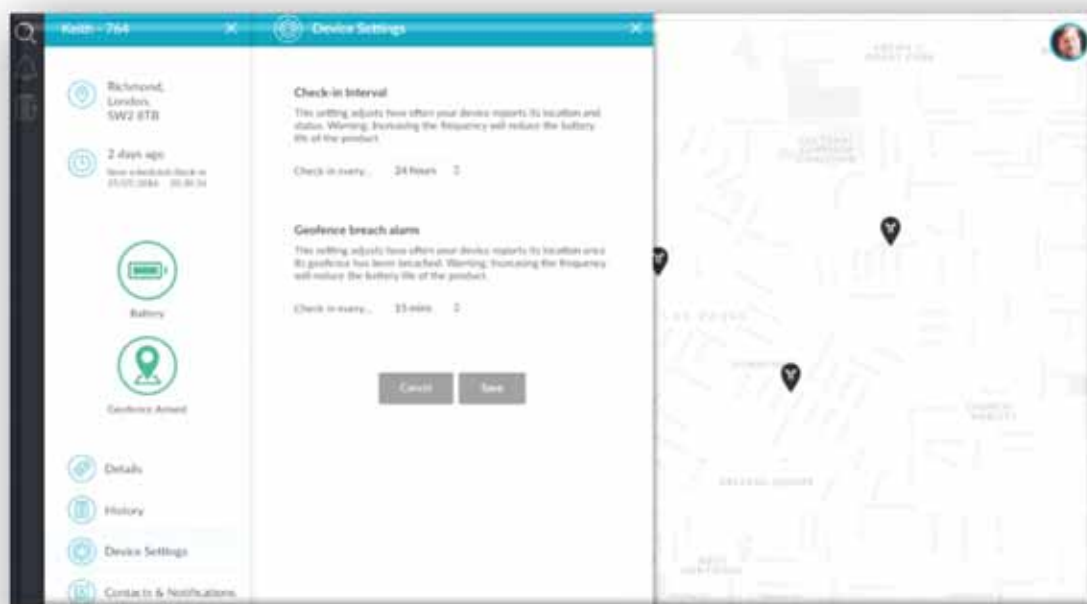 Keith - 764
Device Settings
Richmond,
London,
SW2 8TB
2 days ago
Next scheduled check-in
Battery
Geofence Armed
Details
History
Device Settings
Contacts & Notifications
Check-in Interval
This setting adjusts how often your device reports its location and
status. Warning: Increasing the frequency will reduce the battery
life of the product.
Check in every... 24 hours
Geofence breach alarm
This setting adjusts how often your device reports its location once
its geofence has been breached. Warning: Increasing the frequency
will reduce the battery life of the product.
Check in every... 15 mins
Cancel Save